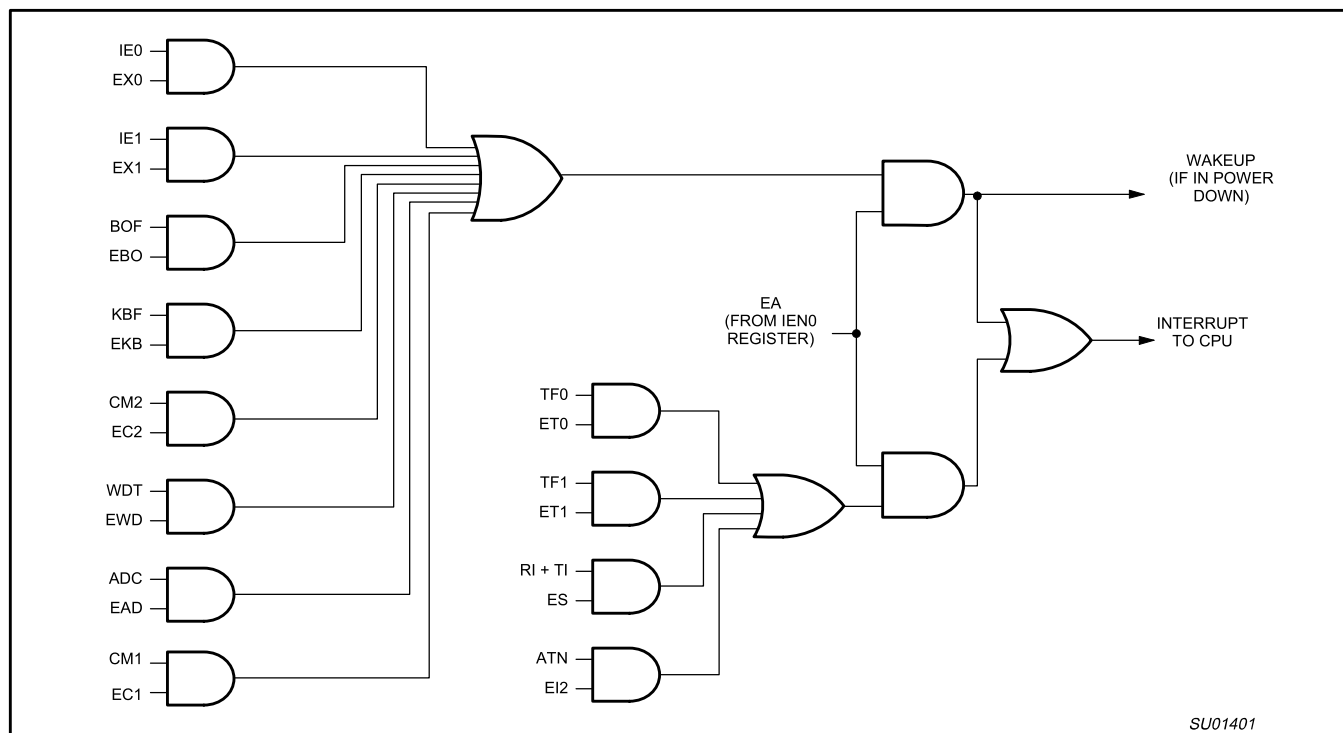 IE0
EX0
IE1
EX1
BOF
EBO
KBF
EKB
CM2
EC2
WDT
EWD
ADC
EAD
CM1
EC1
EA
(FROM IEN0
REGISTER)
TF0
ET0
TF1
ET1
RI + TI
ES
ATN
EI2
WAKEUP
(IF IN POWER
DOWN)
INTERRUPT
TO CPU
SU01401